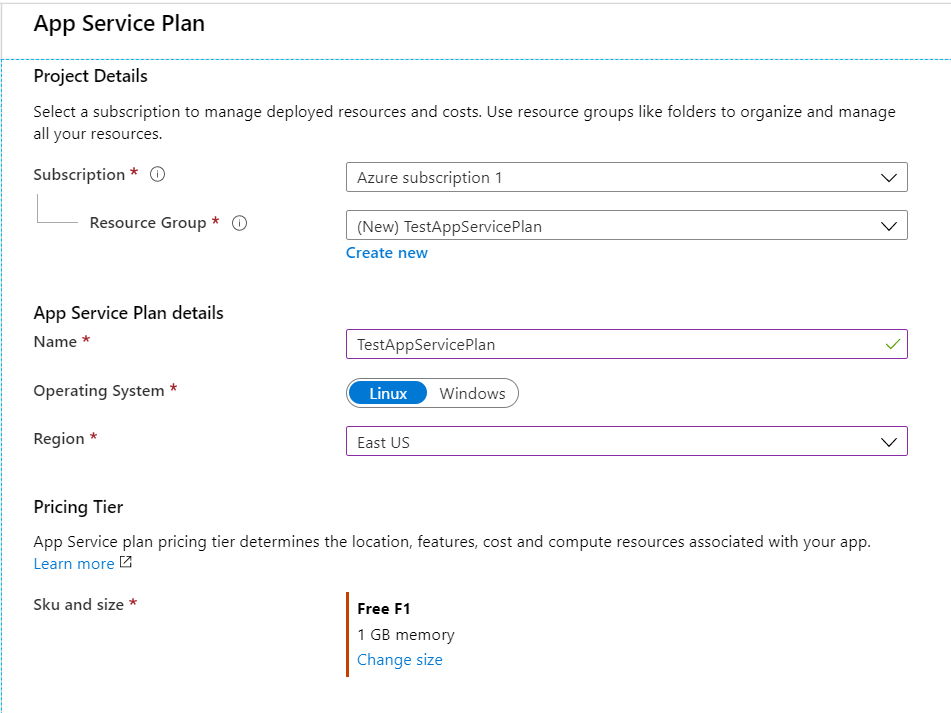 App Service Plan
Project Details
Select a subscription to manage deployed resources and costs. Use resource groups like folders to organize and manage
all your resources.
Subscription *
Azure subscription 1
Resource Group *
(New) TestAppServicePlan
Create new
App Service Plan details
Name *
TestAppServicePlan
Operating System *
Linux Windows
Region *
East US
Pricing Tier
App Service plan pricing tier determines the location, features, cost and compute resources associated with your app.
Learn more
Sku and size *
Free F1
1 GB memory
Change size